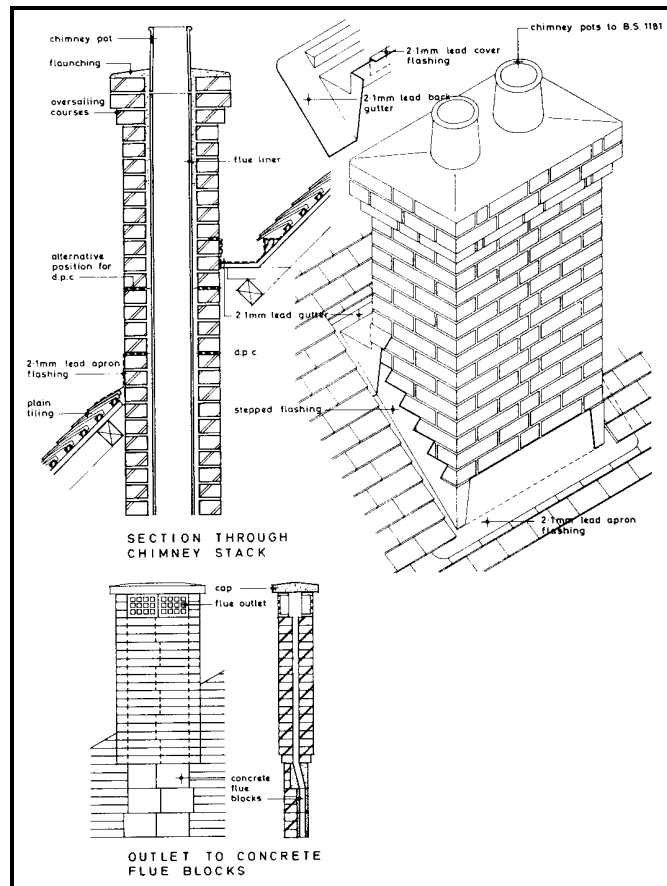 chimney pot
flaunching
oversailing
courses
flue liner
alternative
position for
d.p.c
2·1mm lead gutter
2·1mm lead apron
flashing
d.p.c
plain
tiling
stepped flashing
SECTION THROUGH
CHIMNEY STACK
2·1mm lead cover
flashing
2·1mm lead back
gutter
chimney pots to B.S. 1181
2·1mm lead apron
flashing
cap
flue outlet
concrete
flue
blocks
OUTLET TO CONCRETE
FLUE BLOCKS